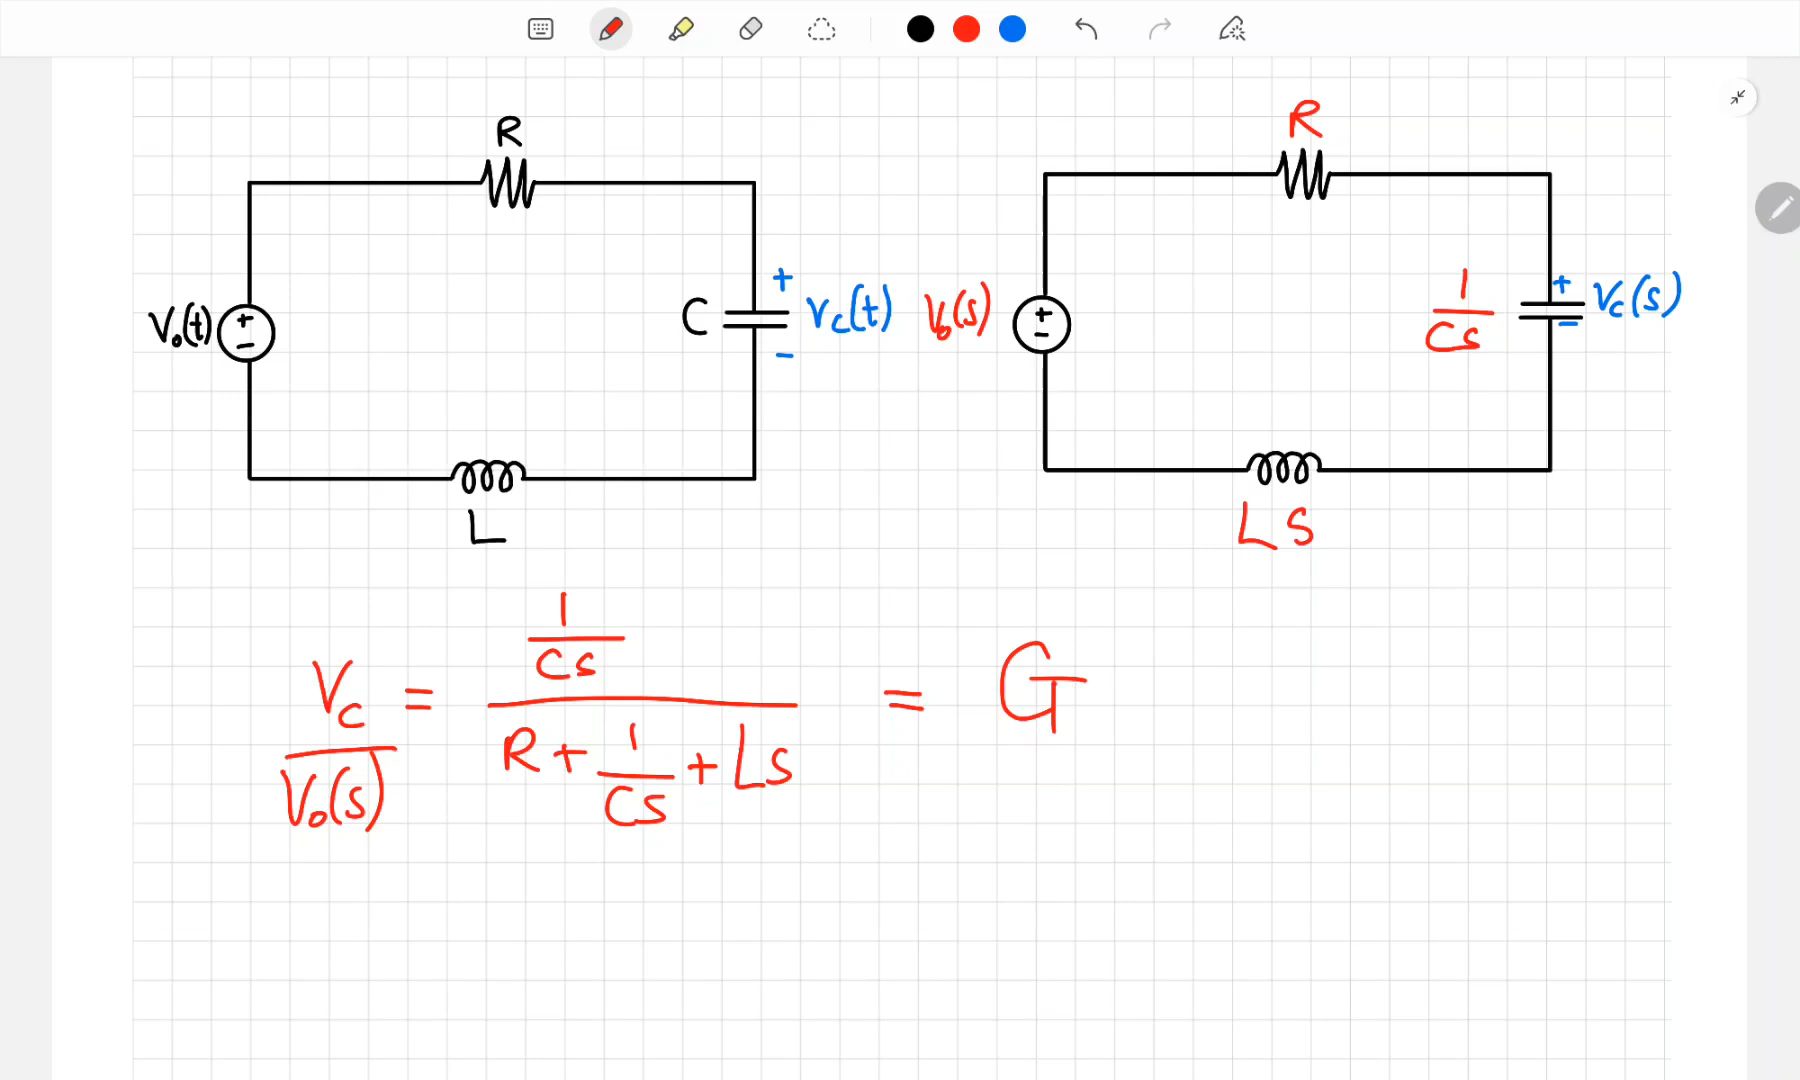 R
V₀(t)
+
-
C
+
Vc(t)
-
L
R
V₀(s)
+
-
1/Cs
+
Vc(s)
-
LS
Vc/V₀(s) = (1/Cs)/(R + 1/Cs + LS) = G